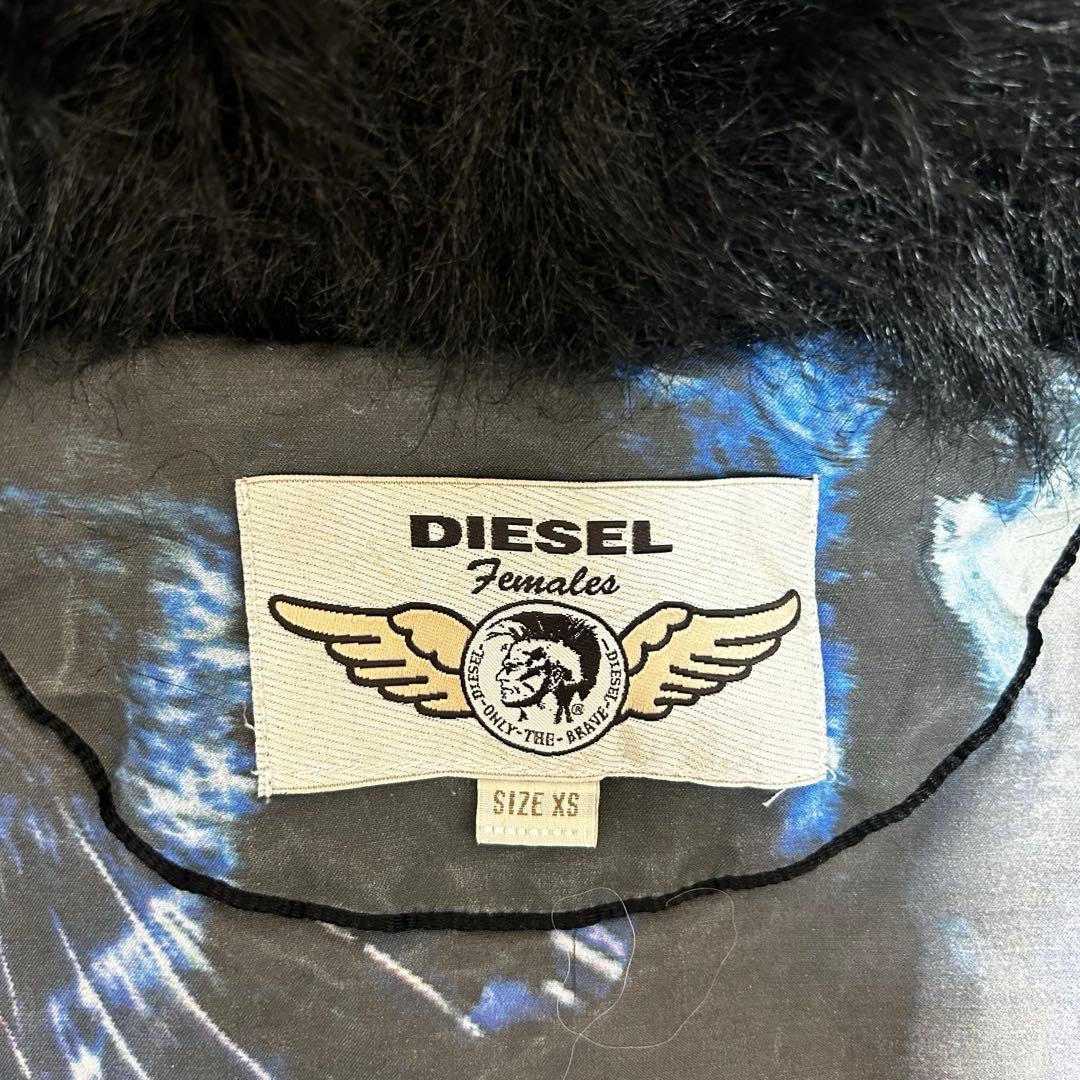 DIESEL
Females
DIESEL-ONLY-THE-BRAVE-DIESEL-
®
SIZE XS